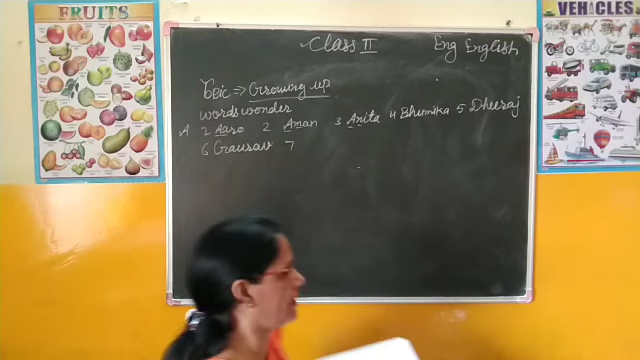 FRUITS
VEHICLES
Class II
Eng English
Topic ⇒ Growing up
words wonder
A 1 Aaro 2 Aman 3 Arita 4 Bhumika 5 Dheeraj
6 Gaurav 7